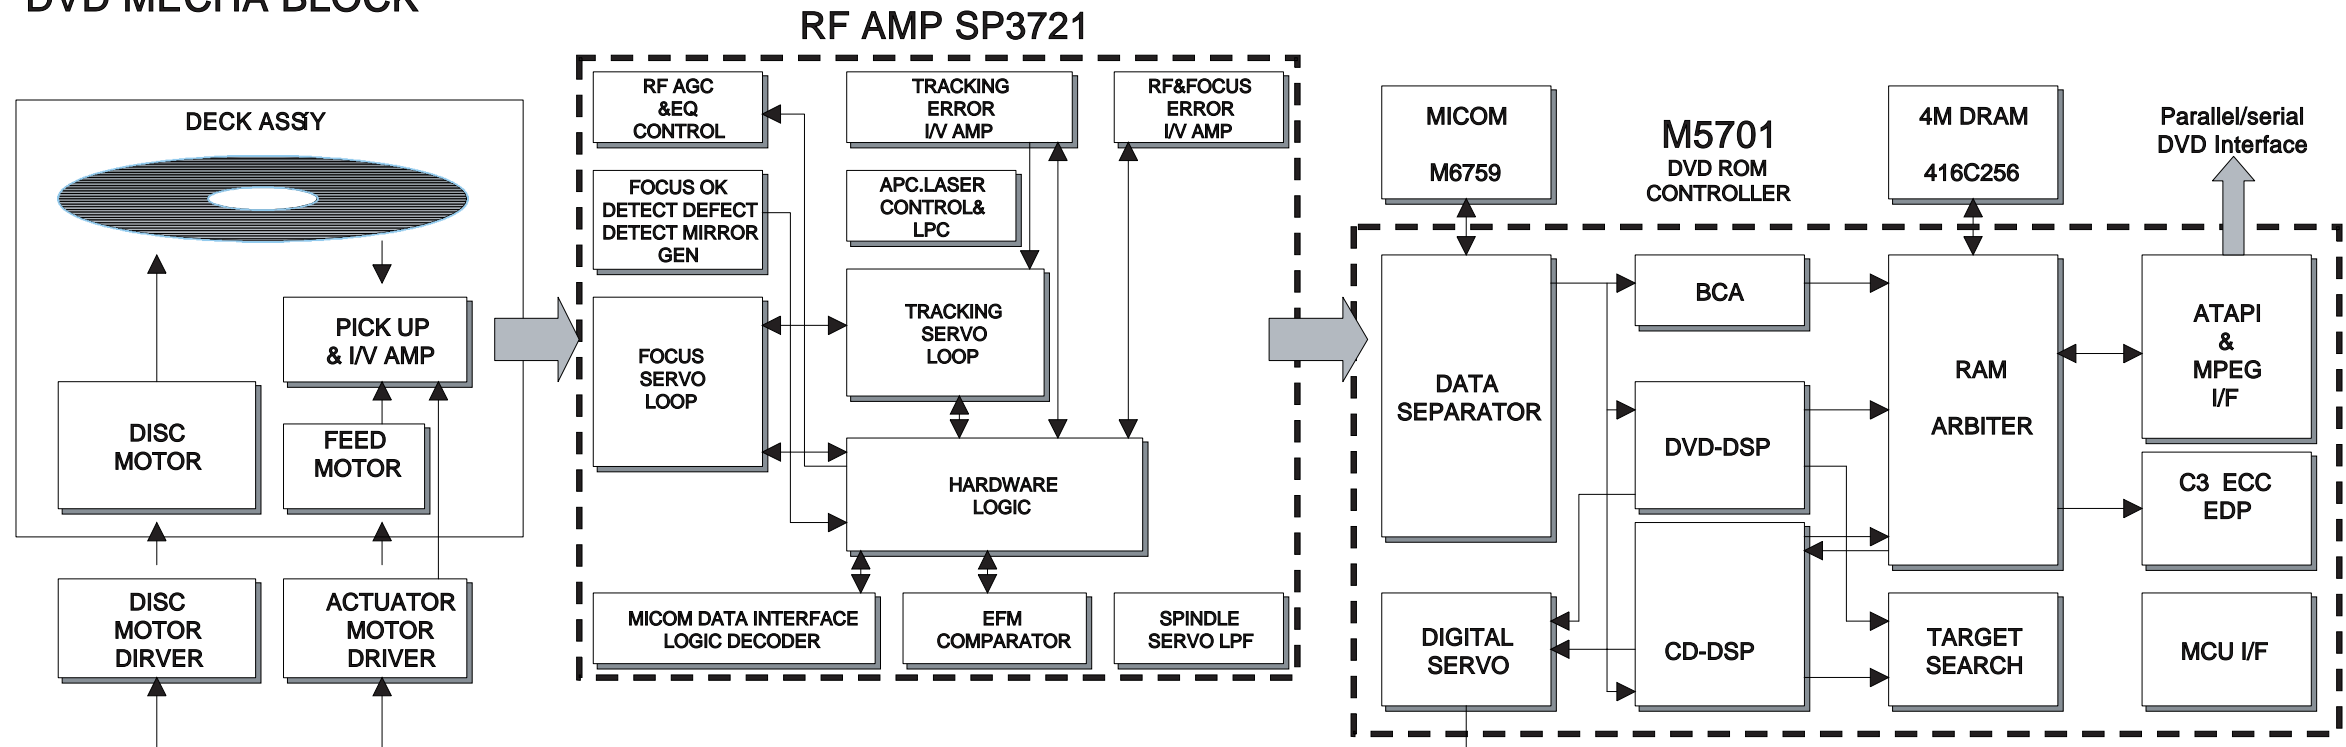 DVD MECHA BLOCK
RF AMP SP3721
DECK ASSíY
PICK UP
& I/V AMP
DISC
MOTOR
FEED
MOTOR
DISC
MOTOR
DIRVER
ACTUATOR
MOTOR
DRIVER
RF AGC
&EQ
CONTROL
TRACKING
ERROR
I/V AMP
RF&FOCUS
ERROR
I/V AMP
FOCUS OK
DETECT DEFECT
DETECT MIRROR
GEN
APC.LASER
CONTROL&
LPC
FOCUS
SERVO
LOOP
TRACKING
SERVO
LOOP
HARDWARE
LOGIC
MICOM DATA INTERFACE
LOGIC DECODER
EFM
COMPARATOR
SPINDLE
SERVO LPF
MICOM
M6759
M5701
DVD ROM
CONTROLLER
4M DRAM
416C256
Parallel/serial
DVD Interface
DATA
SEPARATOR
BCA
DVD-DSP
CD-DSP
RAM
ARBITER
ATAPI
&
MPEG
I/F
C3 ECC
EDP
DIGITAL
SERVO
TARGET
SEARCH
MCU I/F